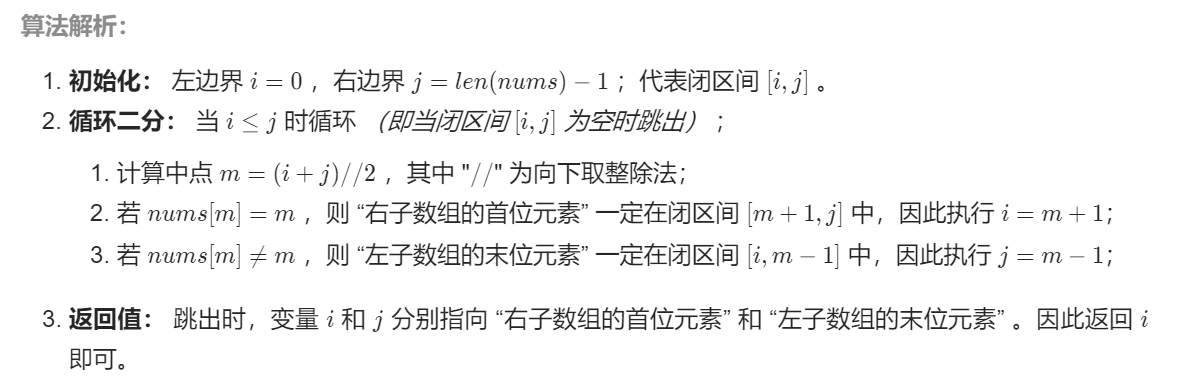 算法解析：
1. 初始化： 左边界 i = 0 ，右边界 j = len(nums) − 1 ；代表闭区间 [i, j] 。
2. 循环二分： 当 i ≤ j 时循环 （即当闭区间 [i, j] 为空时跳出） ；
1. 计算中点 m = (i + j)//2 ，其中 "//" 为向下取整除法；
2. 若 nums[m] = m ，则 “右子数组的首位元素” 一定在闭区间 [m + 1, j] 中，因此执行 i = m + 1；
3. 若 nums[m] ≠ m ，则 “左子数组的末位元素” 一定在闭区间 [i, m − 1] 中，因此执行 j = m − 1；
3. 返回值： 跳出时，变量 i 和 j 分别指向 “右子数组的首位元素” 和 “左子数组的末位元素” 。因此返回 i
即可。